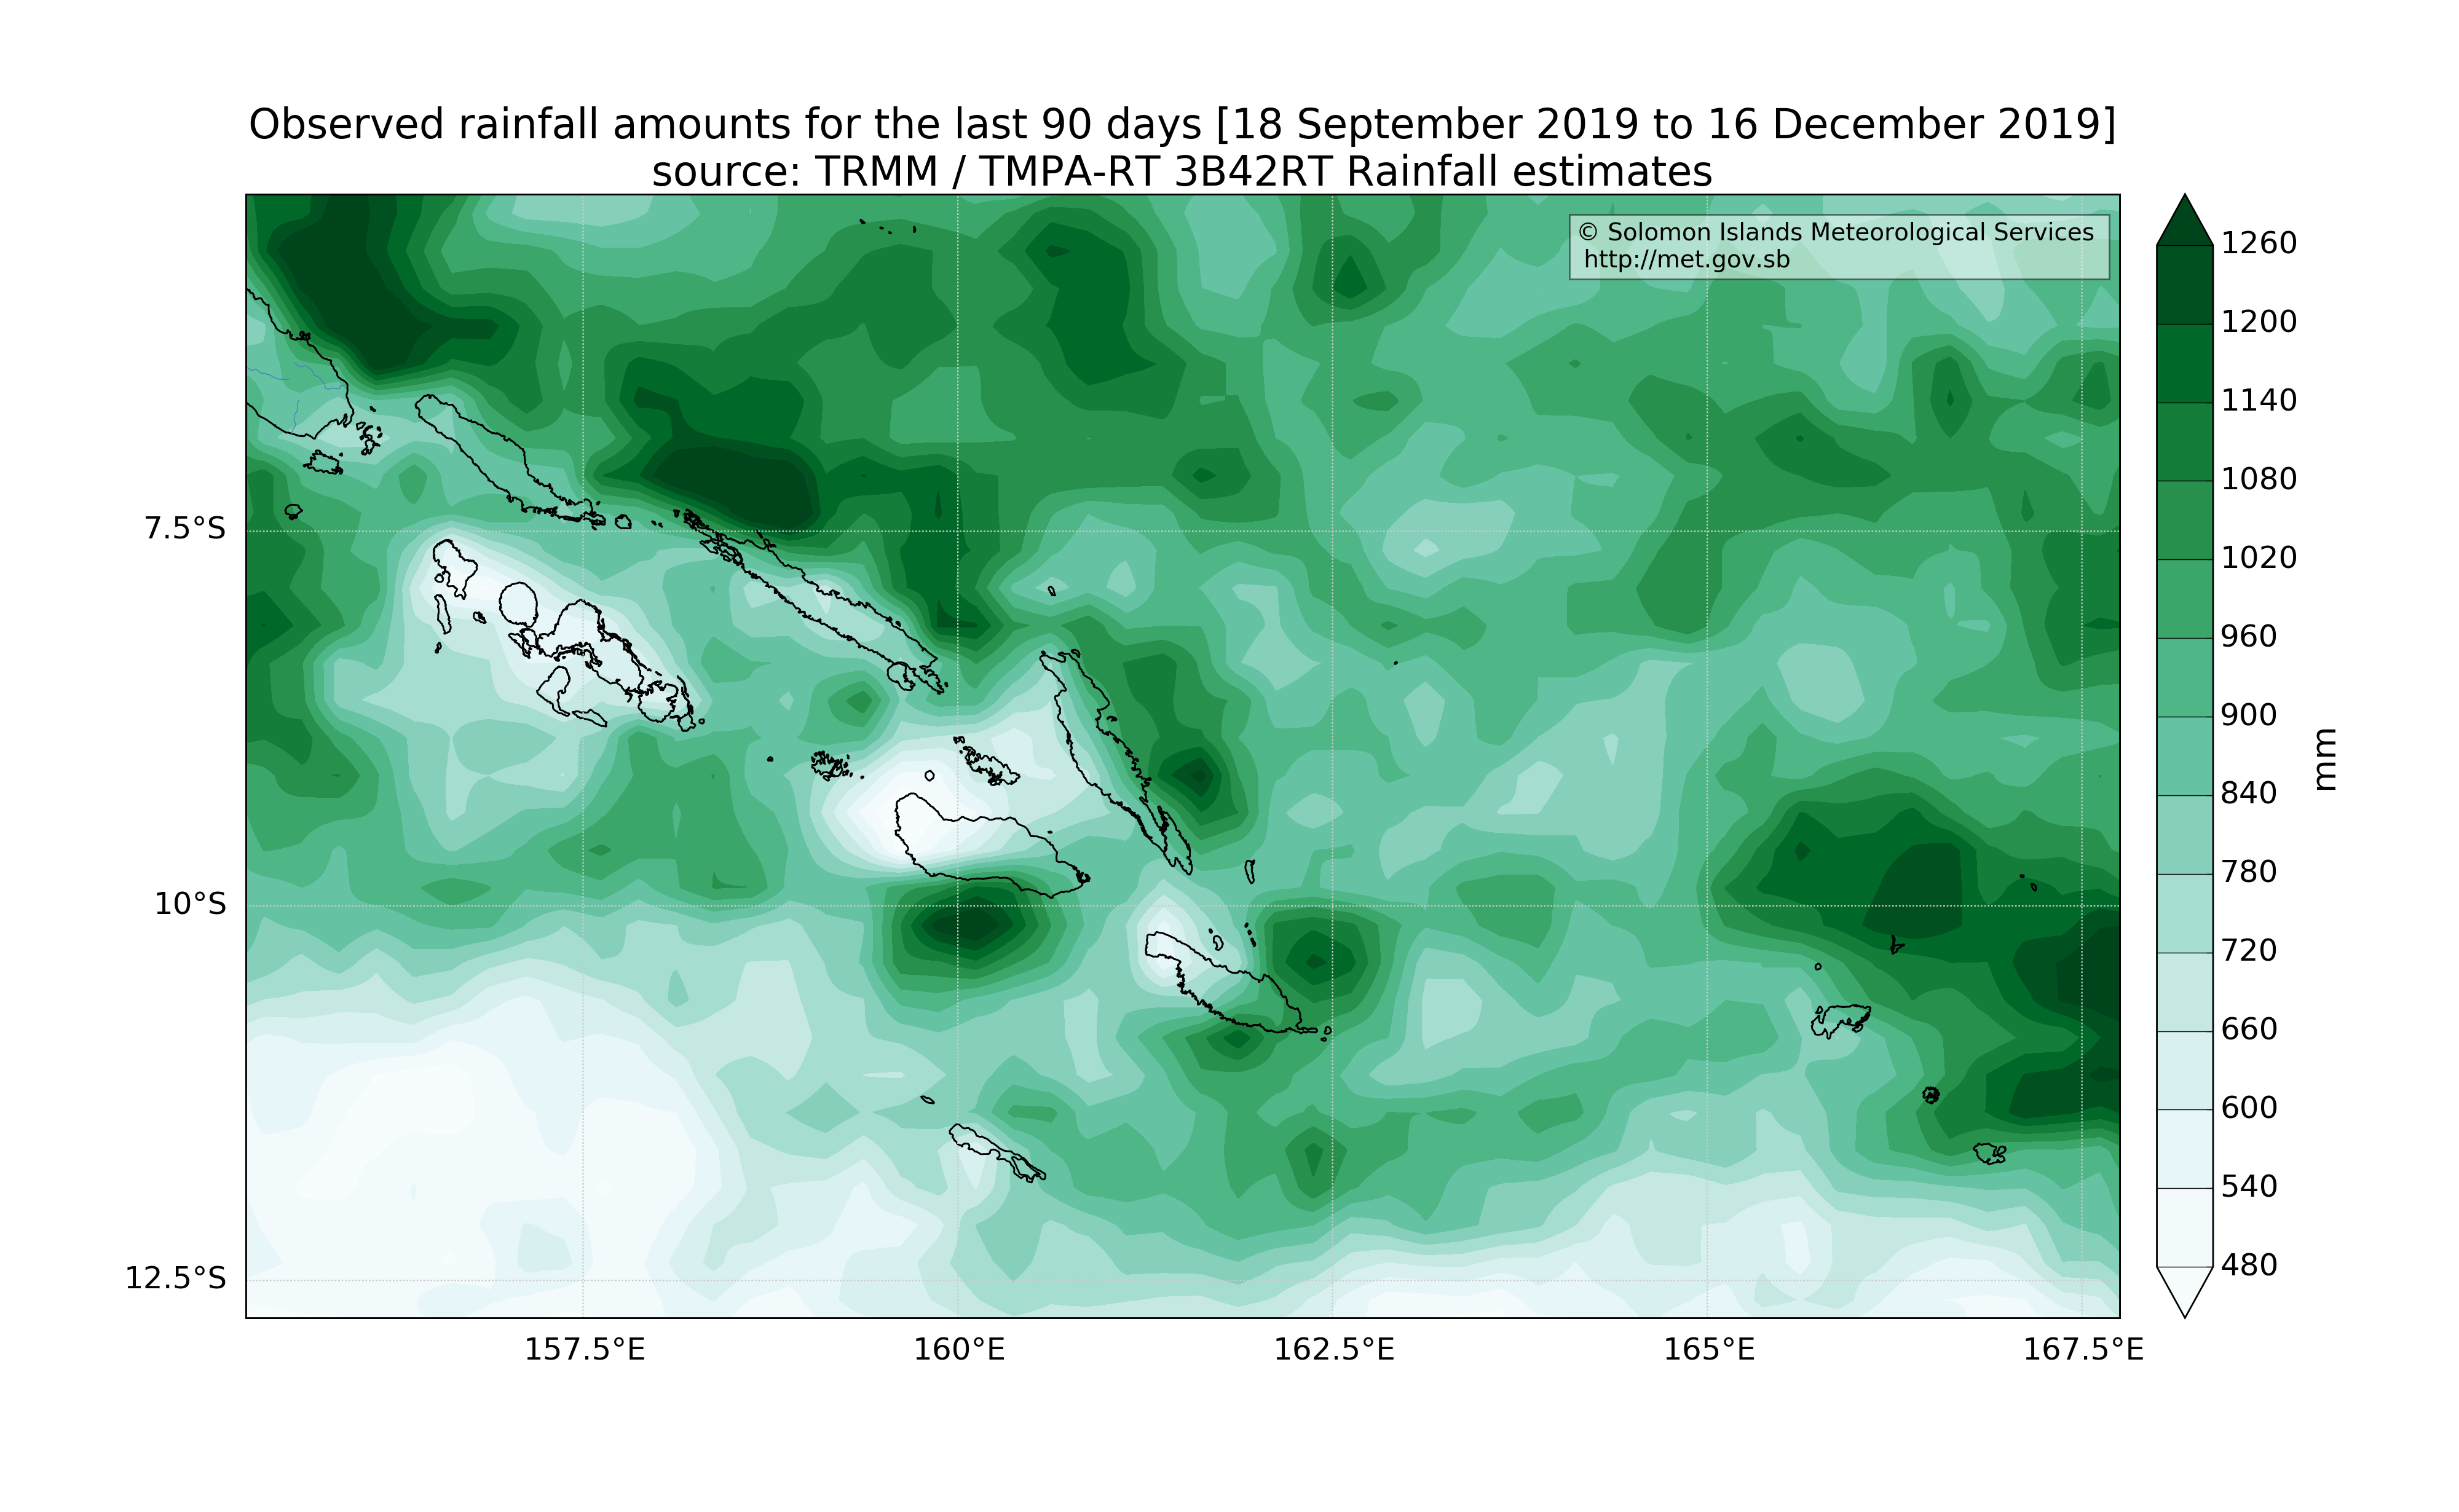 Observed rainfall amounts for the last 90 days [18 September 2019 to 16 December 2019]
source: TRMM / TMPA-RT 3B42RT Rainfall estimates
© Solomon Islands Meteorological Services
http://met.gov.sb
7.5°S
10°S
12.5°S
157.5°E
160°E
162.5°E
165°E
167.5°E
1260
1200
1140
1080
1020
960
900
840
780
720
660
600
540
480
mm